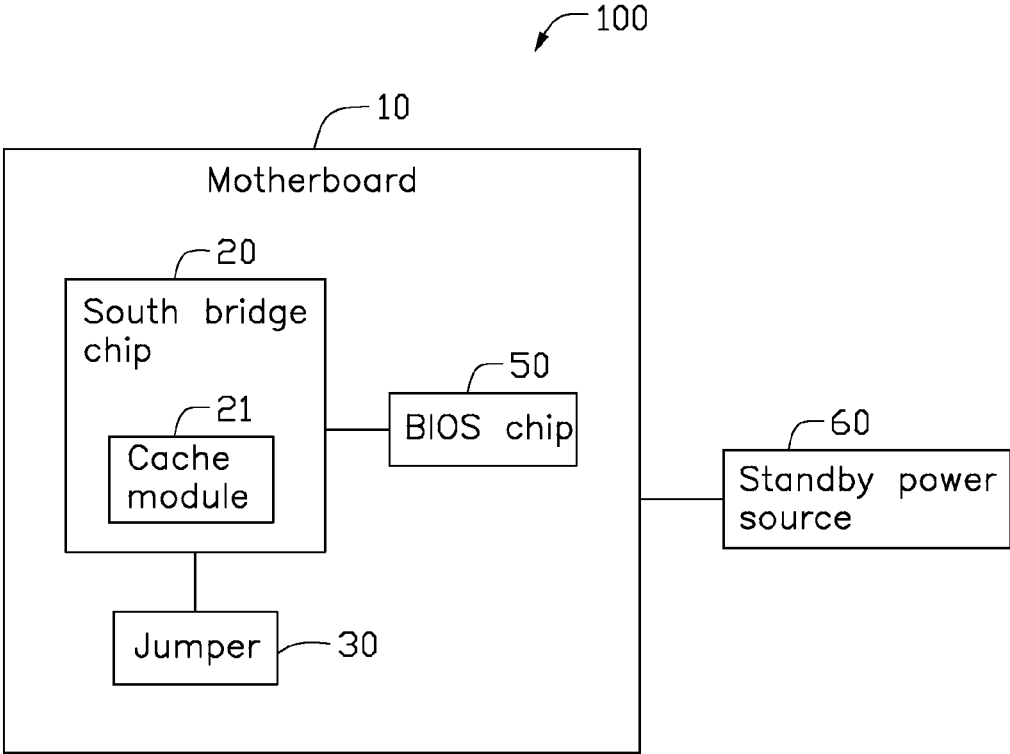 100
10
Motherboard
20
South bridge
chip
50
21
BIOS chip
60
Cache
module
Standby power
source
Jumper
30